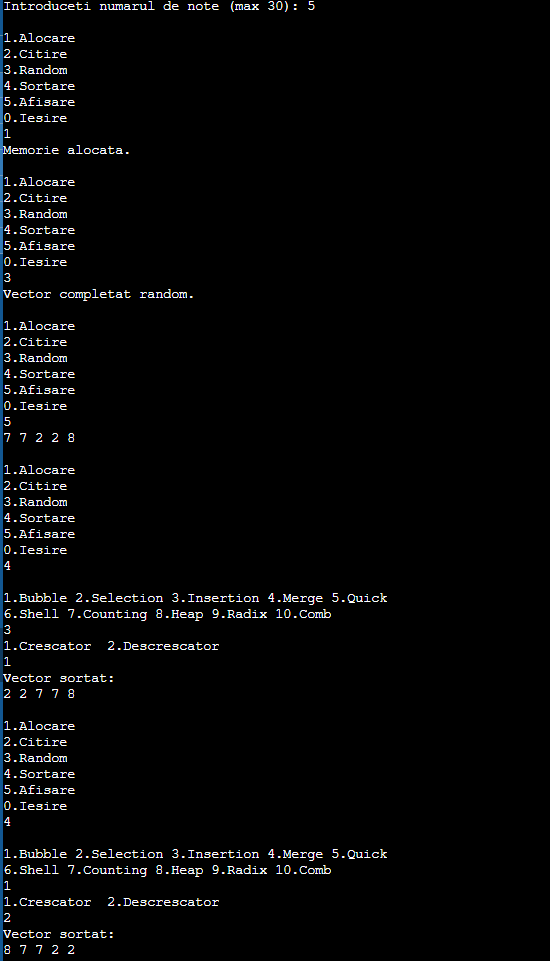 Introduceti numarul de note (max 30): 5
1.Alocare
2.Citire
3.Random
4.Sortare
5.Afisare
0.Iesire
1
Memorie alocata.
1.Alocare
2.Citire
3.Random
4.Sortare
5.Afisare
0.Iesire
3
Vector completat random.
1.Alocare
2.Citire
3.Random
4.Sortare
5.Afisare
0.Iesire
5
7 7 2 2 8
1.Alocare
2.Citire
3.Random
4.Sortare
5.Afisare
0.Iesire
4
1.Bubble 2.Selection 3.Insertion 4.Merge 5.Quick
6.Shell 7.Counting 8.Heap 9.Radix 10.Comb
3
1.Crescator  2.Descrescator
1
Vector sortat:
2 2 7 7 8
1.Alocare
2.Citire
3.Random
4.Sortare
5.Afisare
0.Iesire
4
1.Bubble 2.Selection 3.Insertion 4.Merge 5.Quick
6.Shell 7.Counting 8.Heap 9.Radix 10.Comb
1
1.Crescator  2.Descrescator
2
Vector sortat:
8 7 7 2 2